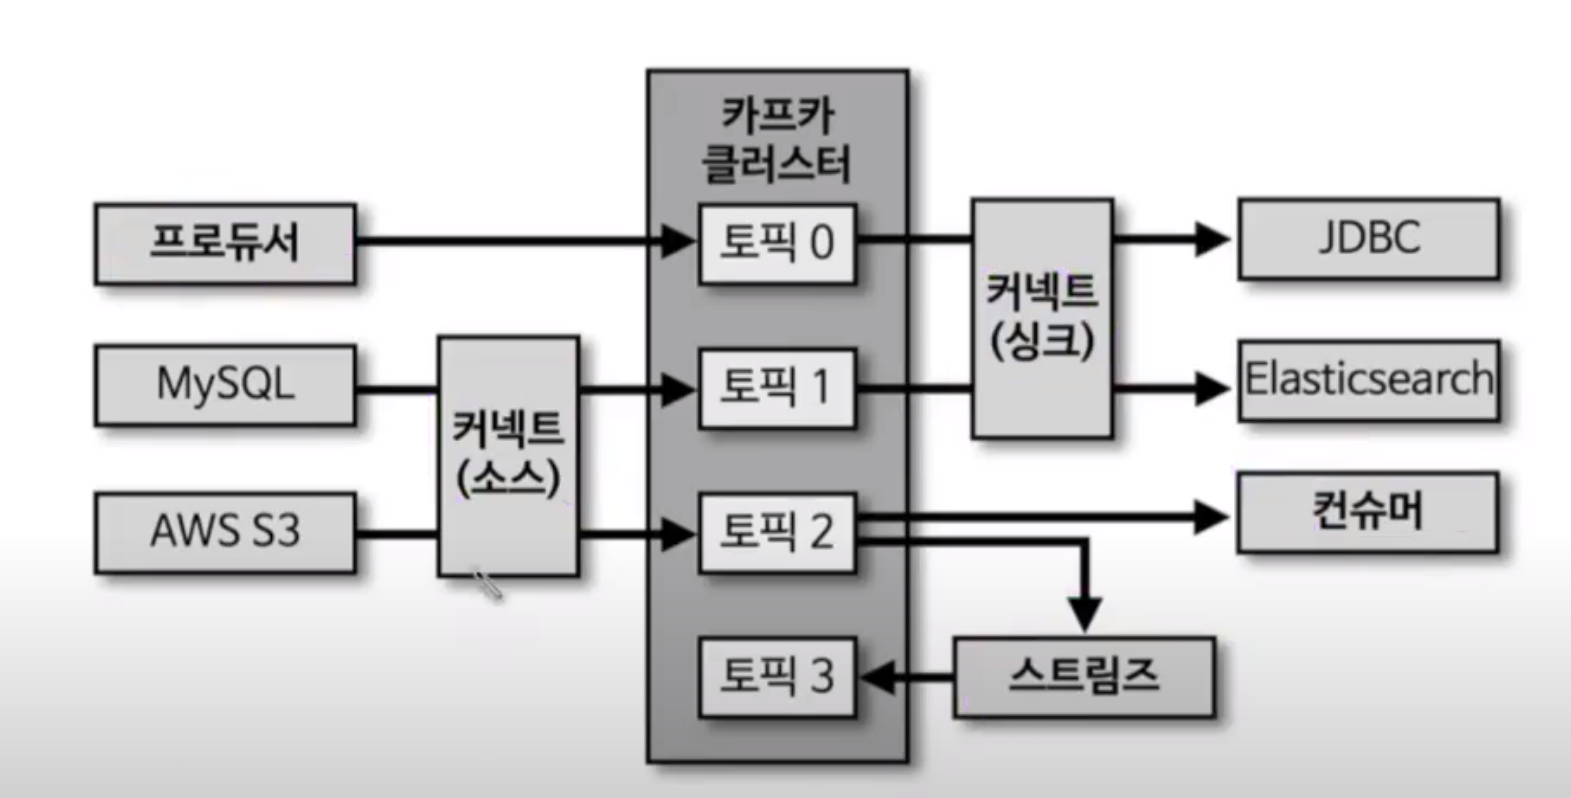 카프카
클러스터
프로듀서
토픽 0
커넥트
(싱크)
JDBC
MySQL
커넥트
(소스)
토픽 1
Elasticsearch
AWS S3
토픽 2
컨슈머
토픽 3
스트림즈